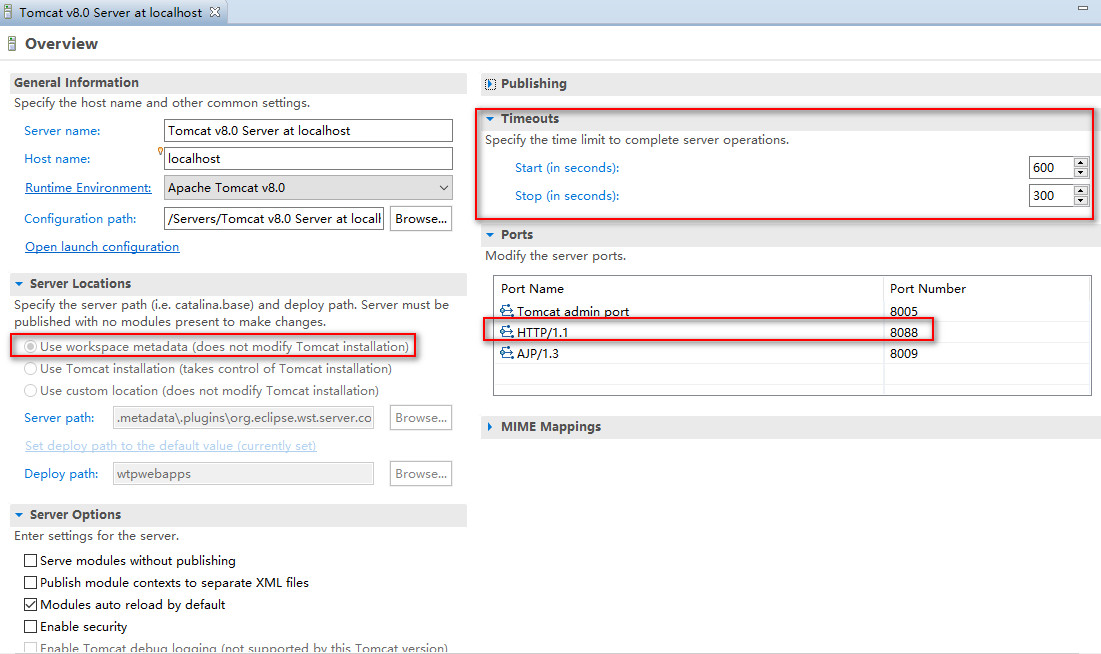 Tomcat v8.0 Server at localhost
Overview
General Information
Specify the host name and other common settings.
Server name: Tomcat v8.0 Server at localhost
Host name: localhost
Runtime Environment: Apache Tomcat v8.0
Configuration path: /Servers/Tomcat v8.0 Server at locall Browse...
Open launch configuration
Server Locations
Specify the server path (i.e. catalina.base) and deploy path. Server must be
published with no modules present to make changes.
Use workspace metadata (does not modify Tomcat installation)
Use Tomcat installation (takes control of Tomcat installation)
Use custom location (does not modify Tomcat installation)
Server path: .metadata\.plugins\org.eclipse.wst.server.co Browse...
Set deploy path to the default value (currently set)
Deploy path: wtpwebapps Browse...
Server Options
Enter settings for the server.
Serve modules without publishing
Publish module contexts to separate XML files
Modules auto reload by default
Enable security
Enable Tomcat debug logging (not supported by this Tomcat version)
Publishing
Timeouts
Specify the time limit to complete server operations.
Start (in seconds): 600
Stop (in seconds): 300
Ports
Modify the server ports.
Port Name Port Number
Tomcat admin port 8005
HTTP/1.1 8088
AJP/1.3 8009
MIME Mappings